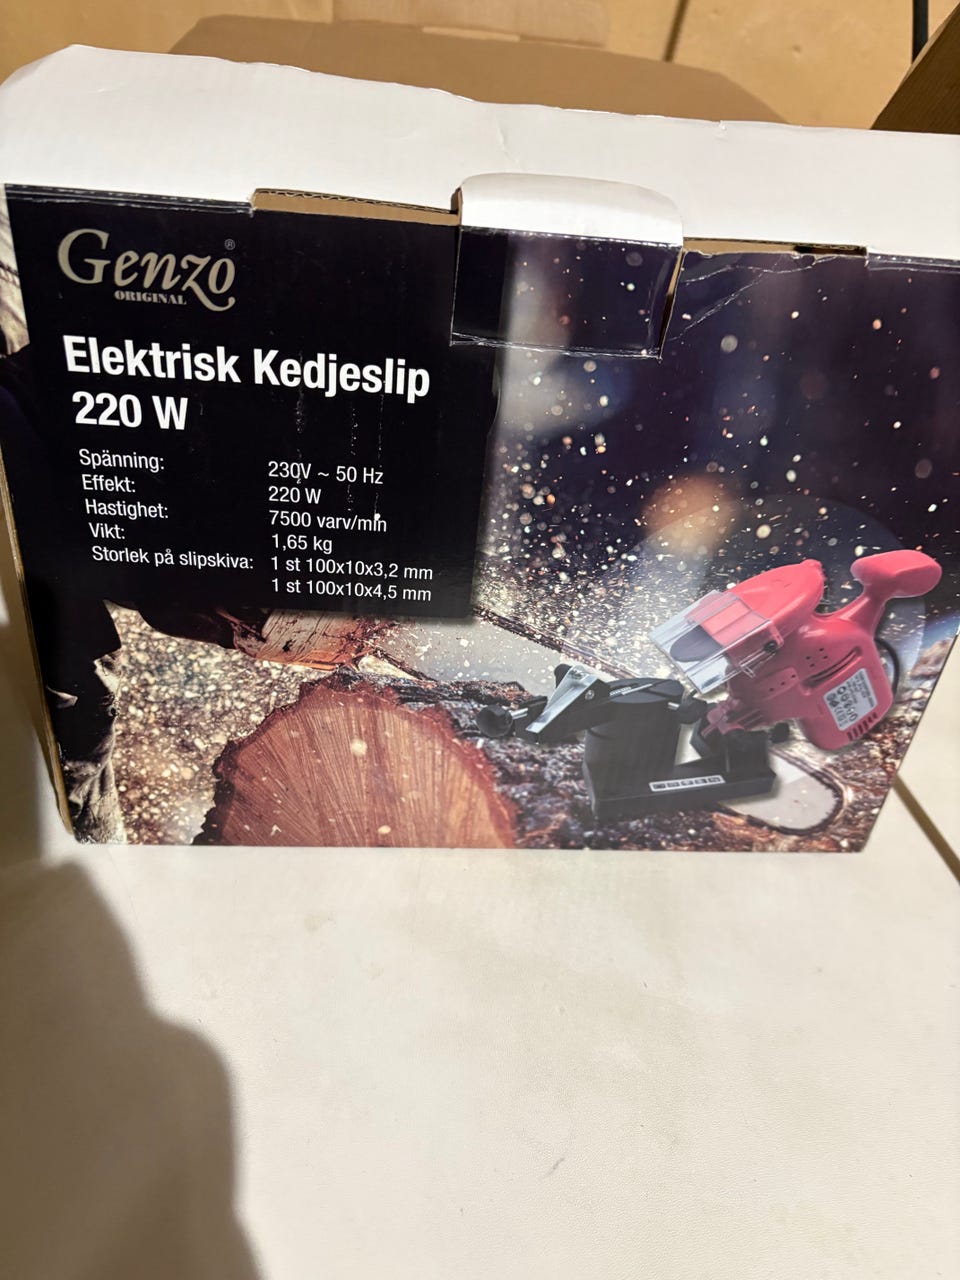 Genzo®
ORIGINAL
Elektrisk Kedjeslip
220 W
Spänning: 230V ~ 50 Hz
Effekt: 220 W
Hastighet: 7500 varv/min
Vikt: 1,65 kg
Storlek på slipskiva: 1 st 100x10x3,2 mm
1 st 100x10x4,5 mm